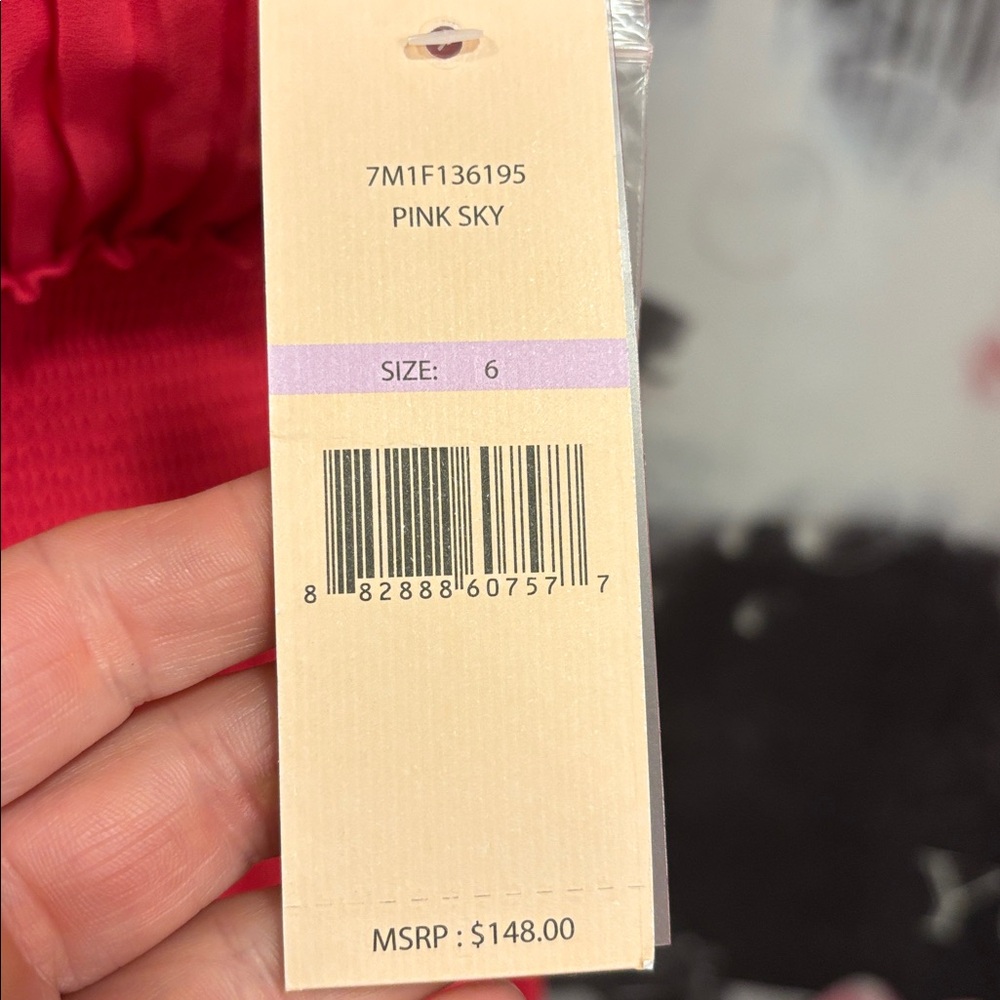 7M1F136195
PINK SKY
SIZE: 6
8 82888 60757 7
MSRP : $148.00